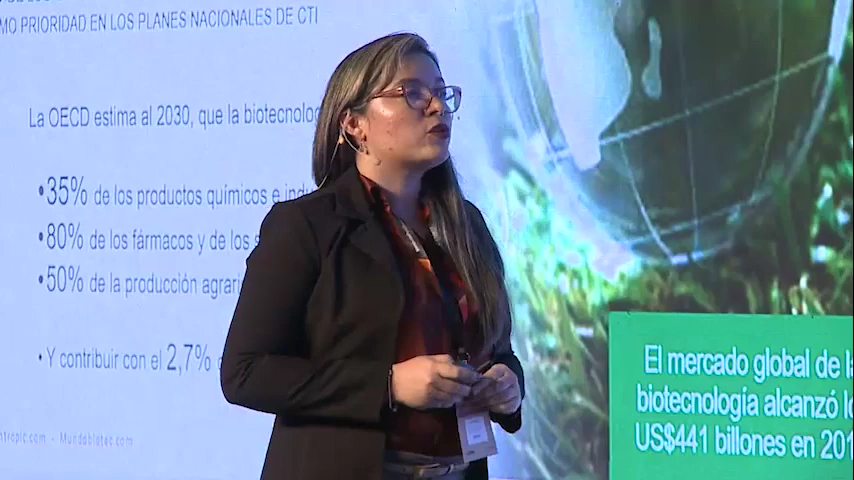 MO PRIORIDAD EN LOS PLANES NACIONALES DE CTI
La OECD estima al 2030, que la biotecnolo
•35% de los productos químicos e indu
•80% de los fármacos y de los
•50% de la producción agrari
•Y contribuir con el 2,7%
ntropic.com - Mundobiotec.com
El mercado global de la
biotecnología alcanzó lo
US$441 billones en 201